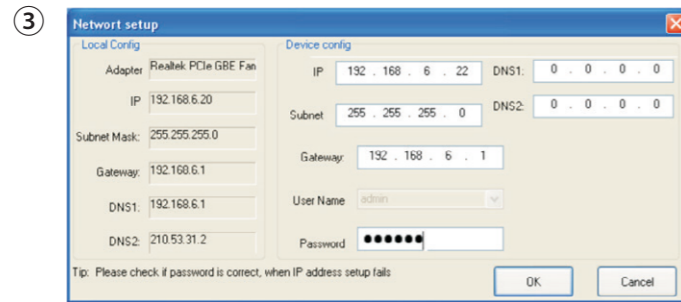 ③
Networt setup
Local Config
Adapter Realtek PCIe GBE Fan
IP 192.168.6.20
Subnet Mask: 255.255.255.0
Gateway: 192.168.6.1
DNS1: 192.168.6.1
DNS2: 210.53.31.2
Device config
IP 192 . 168 . 6 . 22 DNS1: 0 . 0 . 0 . 0
Subnet 255 . 255 . 255 . 0 DNS2: 0 . 0 . 0 . 0
Gateway: 192 . 168 . 6 . 1
User Name admin
Password ●●●●●●
Tip: Please check if password is correct, when IP address setup fails
OK Cancel